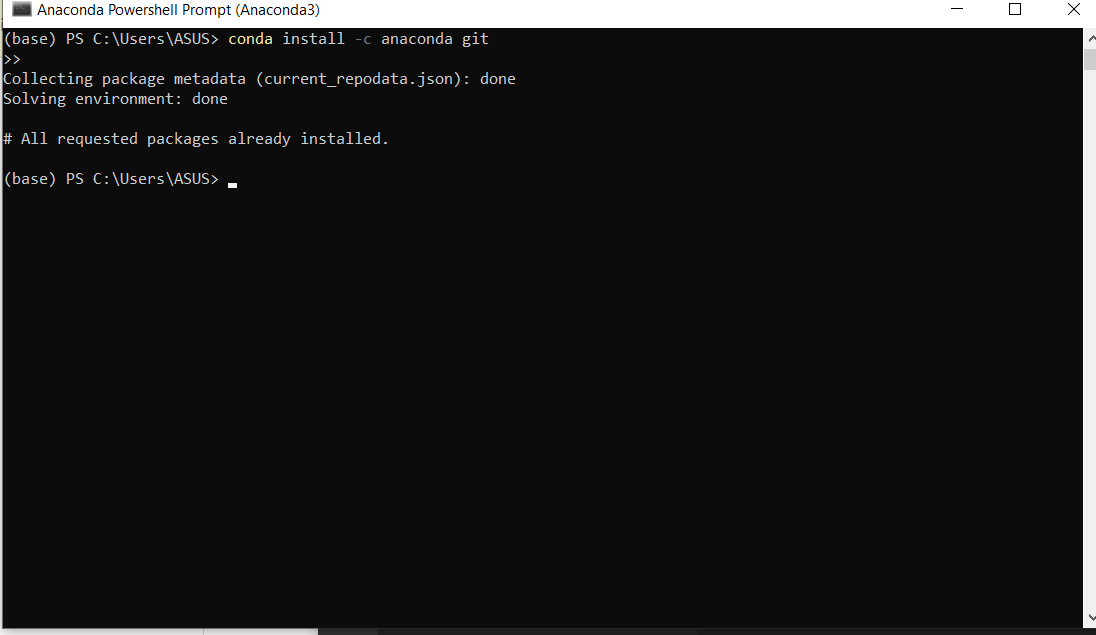 Anaconda Powershell Prompt (Anaconda3)
(base) PS C:\Users\ASUS> conda install -c anaconda git
>>
Collecting package metadata (current_repodata.json): done
Solving environment: done
# All requested packages already installed.
(base) PS C:\Users\ASUS>